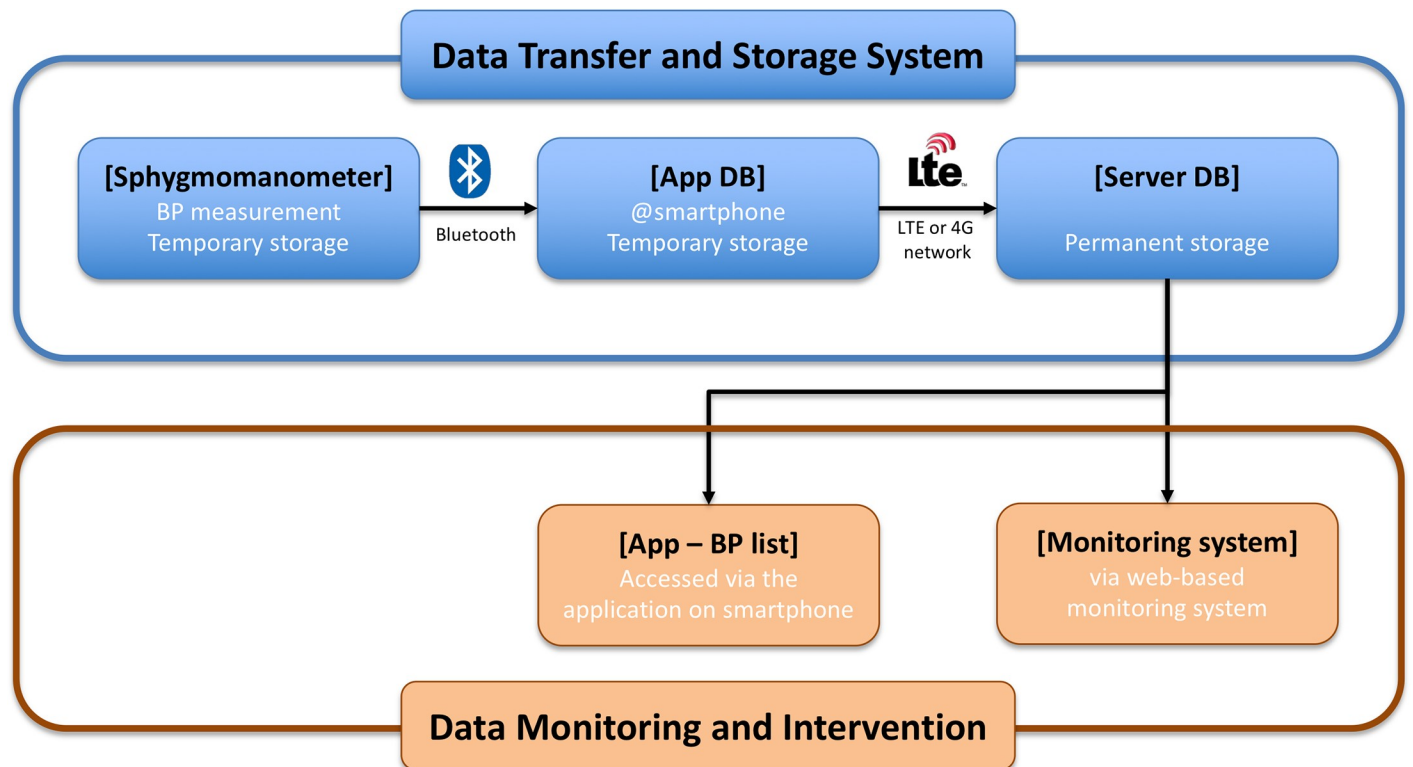 Data Transfer and Storage System
[Sphygmomanometer]
BP measurement
Temporary storage
Bluetooth
[App DB]
@smartphone
Temporary storage
Lte™
LTE or 4G
network
[Server DB]
Permanent storage
[App – BP list]
Accessed via the
application on smartphone
[Monitoring system]
via web-based
monitoring system
Data Monitoring and Intervention